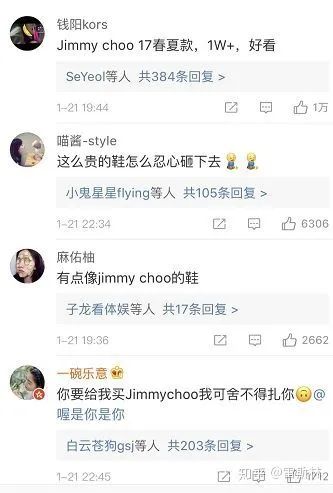 钱阳kors
Jimmy choo 17春夏款，1W+，好看
SeYeol等人 共384条回复 >
1-21 19:44
1万
喵酱-style
这么贵的鞋怎么忍心砸下去
小鬼星星flying等人 共105条回复 >
1-21 22:34
6306
麻佑柚
有点像jimmy choo的鞋
子龙看体娱等人 共17条回复 >
1-21 19:36
2662
一碗乐意
你要给我买Jimmychoo我可舍不得扎你🙃@
喔是你是你
白云苍狗gsj等人 共203条回复 >
1-21 22:45
1712
知乎